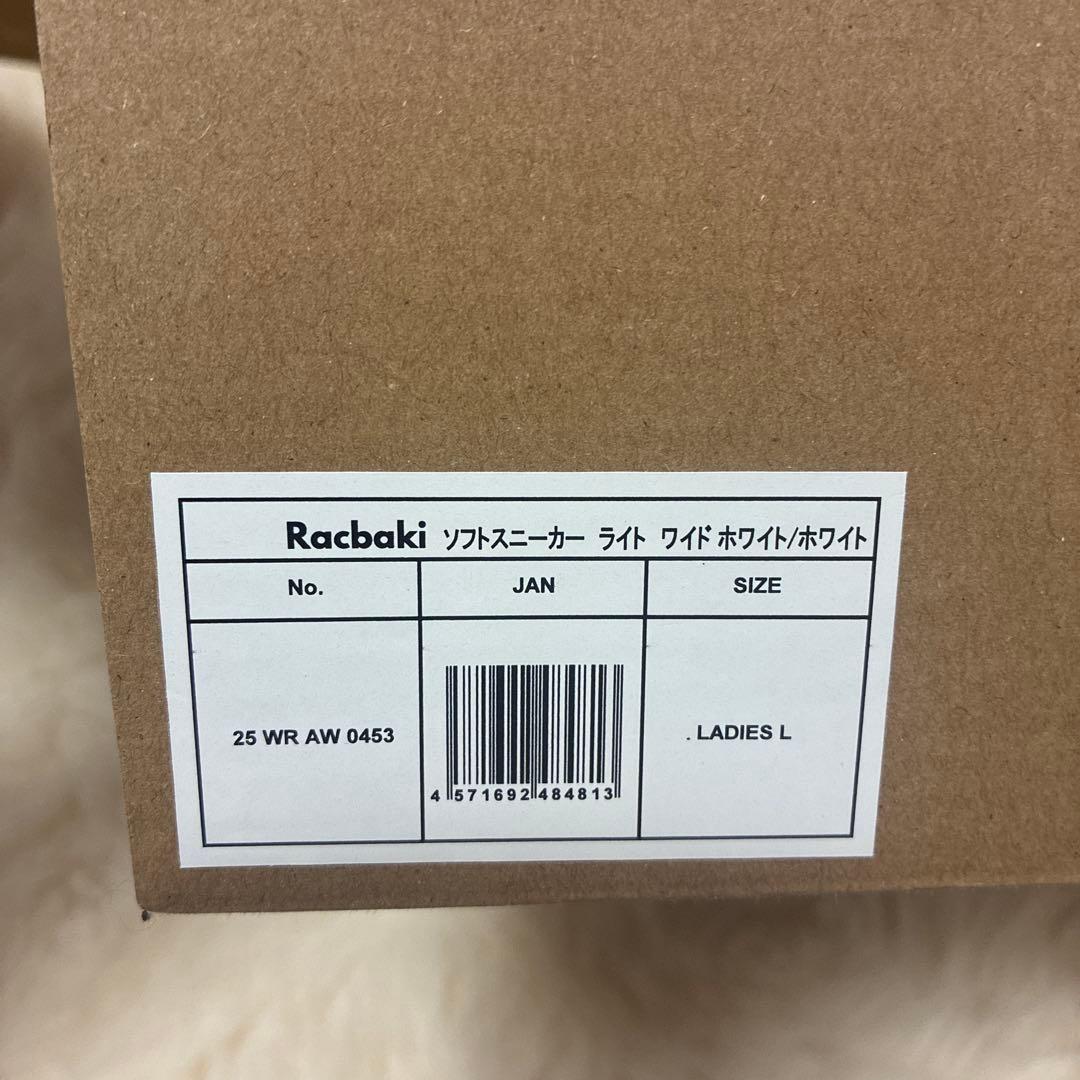 Racbaki ソフトスニーカー ライト ワイド ホワイト/ホワイト
No. JAN SIZE
25 WR AW 0453
4 571692 484813
. LADIES L